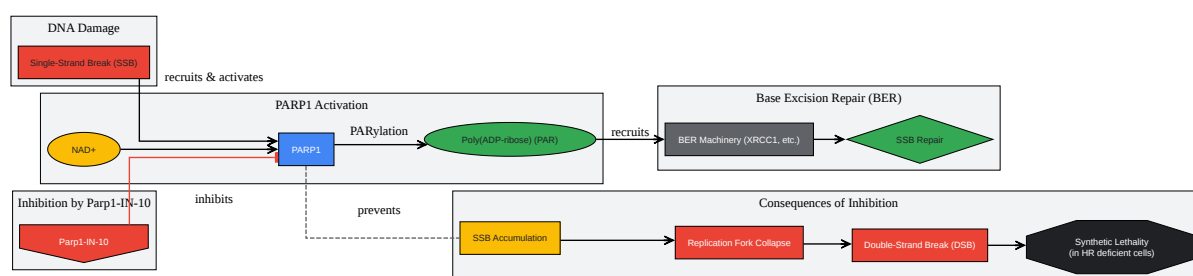 DNA Damage
Single-Strand Break (SSB)
recruits & activates
PARP1 Activation
NAD+
PARP1
PARylation
Poly(ADP-ribose) (PAR)
recruits
Base Excision Repair (BER)
BER Machinery (XRCC1, etc.)
SSB Repair
Inhibition by Parp1-IN-10
Parp1-IN-10
inhibits
prevents
Consequences of Inhibition
SSB Accumulation
Replication Fork Collapse
Double-Strand Break (DSB)
Synthetic Lethality
(in HR deficient cells)